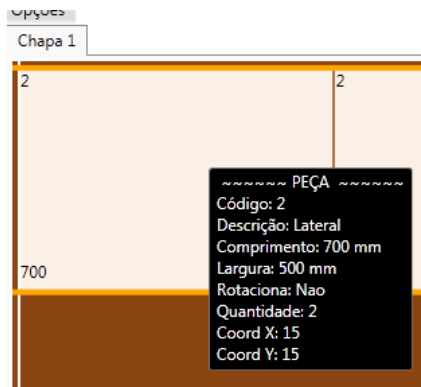 Opções
Chapa 1
2
2
~~~~~~ PEÇA ~~~~~~
Código: 2
Descrição: Lateral
Comprimento: 700 mm
Largura: 500 mm
Rotaciona: Nao
Quantidade: 2
Coord X: 15
Coord Y: 15
700